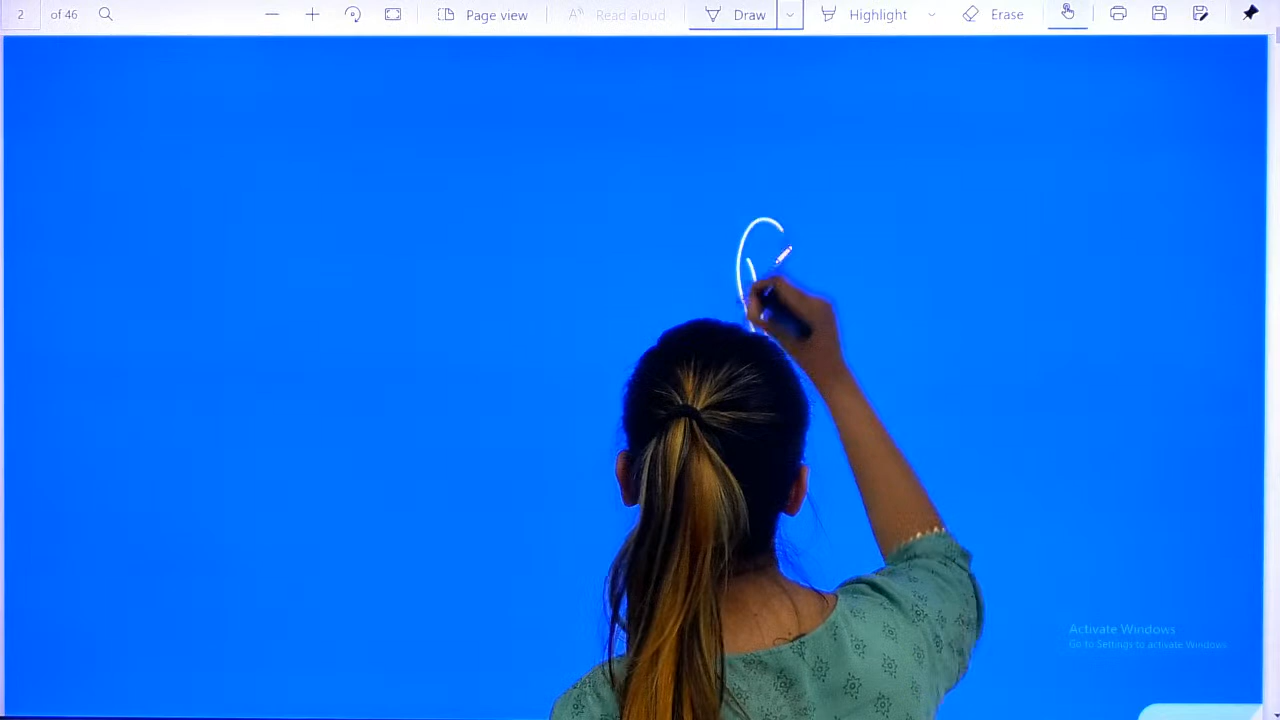 2 of 46 Page view Read aloud Draw Highlight Erase
Activate Windows
Go to Settings to activate Windows.